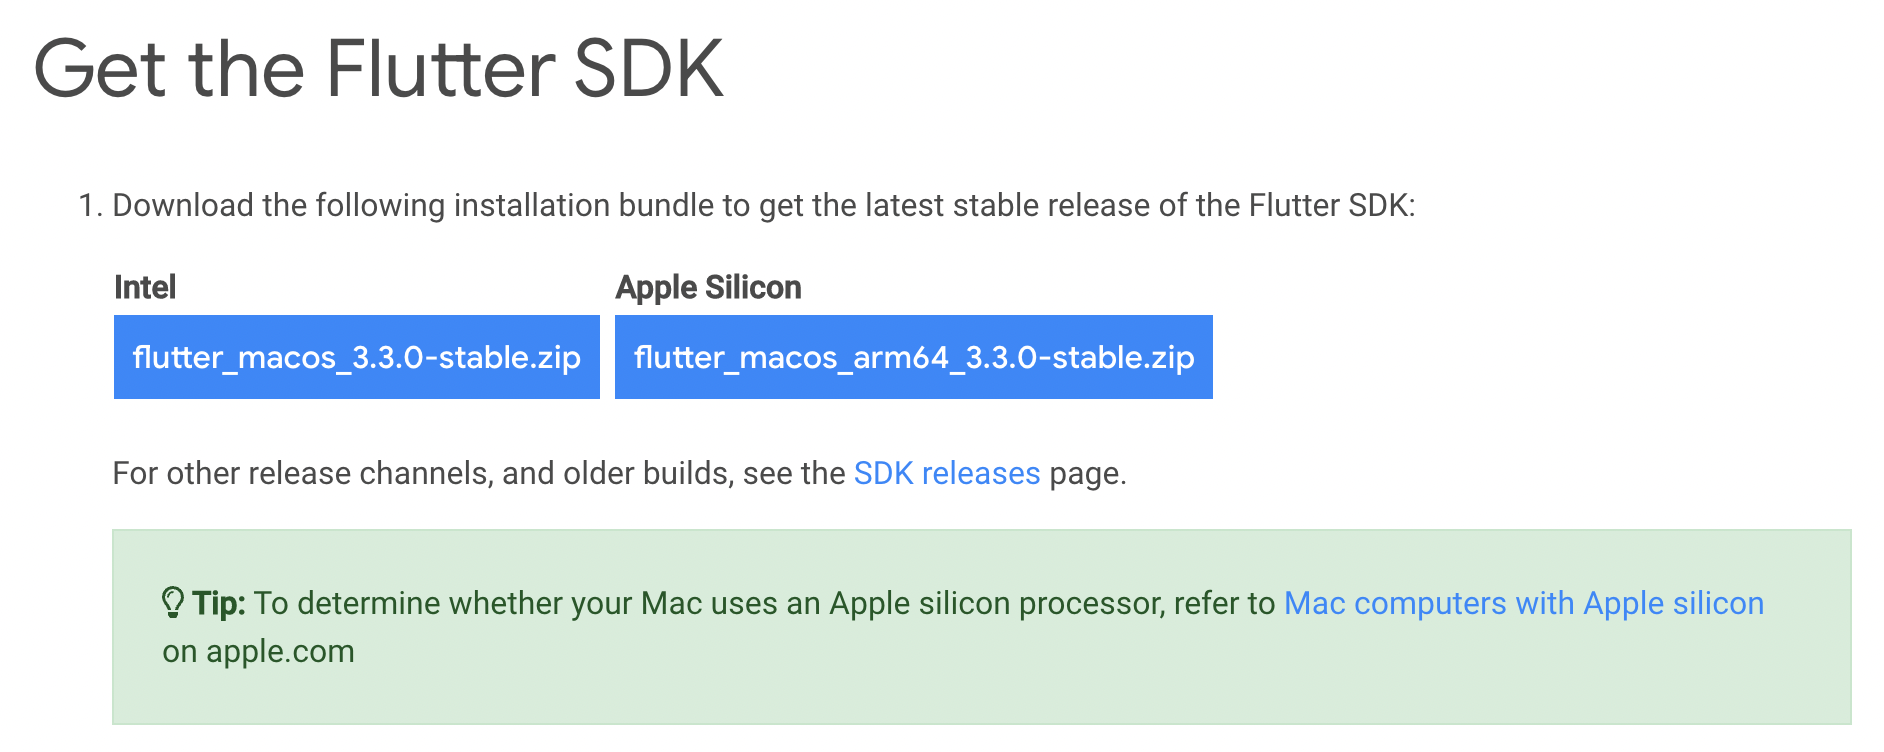 Get the Flutter SDK
1. Download the following installation bundle to get the latest stable release of the Flutter SDK:
Intel
Apple Silicon
flutter_macos_3.3.0-stable.zip
flutter_macos_arm64_3.3.0-stable.zip
For other release channels, and older builds, see the SDK releases page.
Tip: To determine whether your Mac uses an Apple silicon processor, refer to Mac computers with Apple silicon
on apple.com